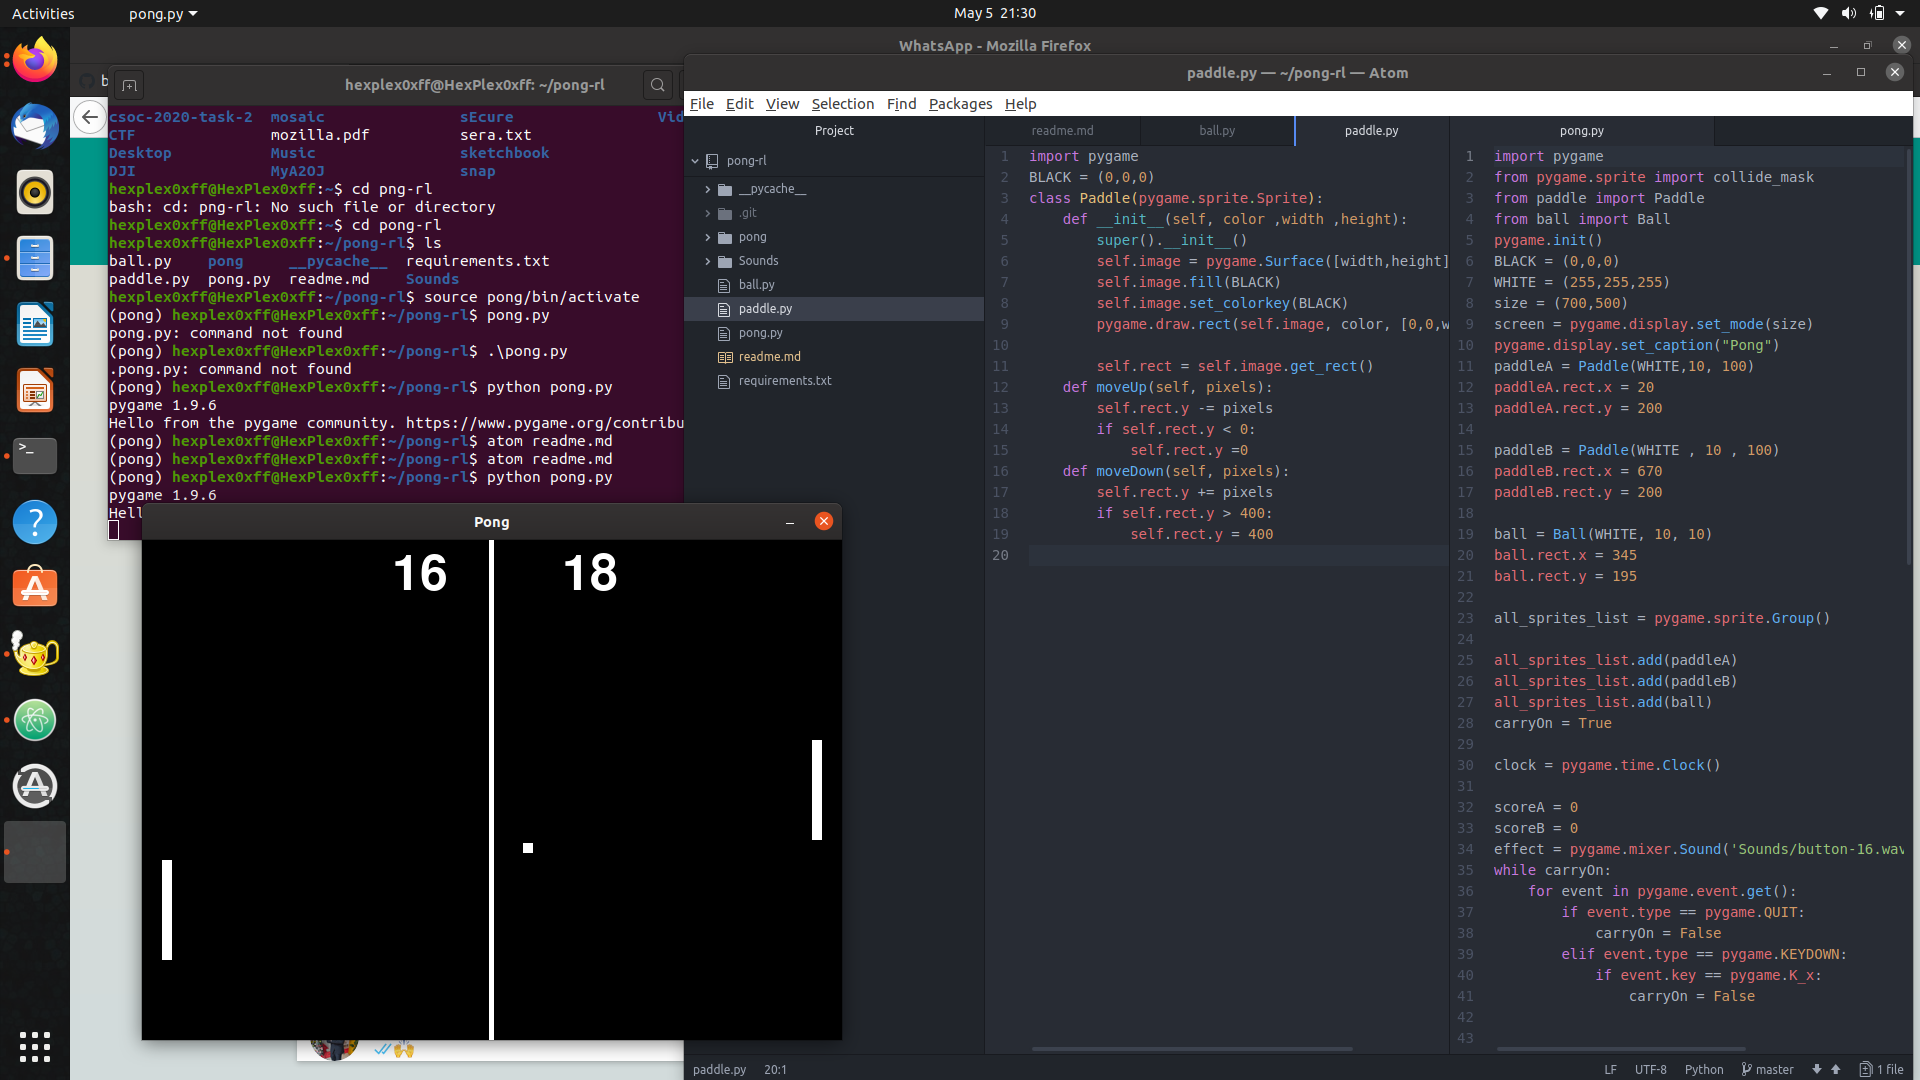 Activities
pong.py
May 5 21:30
WhatsApp - Mozilla Firefox
hexplex0xff@HexPlex0xff: ~/pong-rl
csoc-2020-task-2 mosaic sEcure Vid
CTF mozilla.pdf sera.txt
Desktop Music sketchbook
DJI MyA2OJ snap
hexplex0xff@HexPlex0xff:~$ cd png-rl
bash: cd: png-rl: No such file or directory
hexplex0xff@HexPlex0xff:~$ cd pong-rl
hexplex0xff@HexPlex0xff:~/pong-rl$ ls
ball.py pong __pycache__ requirements.txt
paddle.py pong.py readme.md Sounds
hexplex0xff@HexPlex0xff:~/pong-rl$ source pong/bin/activate
(pong) hexplex0xff@HexPlex0xff:~/pong-rl$ pong.py
pong.py: command not found
(pong) hexplex0xff@HexPlex0xff:~/pong-rl$ .\pong.py
.pong.py: command not found
(pong) hexplex0xff@HexPlex0xff:~/pong-rl$ python pong.py
pygame 1.9.6
Hello from the pygame community. https://www.pygame.org/contribu
(pong) hexplex0xff@HexPlex0xff:~/pong-rl$ atom readme.md
(pong) hexplex0xff@HexPlex0xff:~/pong-rl$ atom readme.md
(pong) hexplex0xff@HexPlex0xff:~/pong-rl$ python pong.py
pygame 1.9.6
Hell
Pong
16 18
paddle.py — ~/pong-rl — Atom
File Edit View Selection Find Packages Help
Project
pong-rl
__pycache__
.git
pong
Sounds
ball.py
paddle.py
pong.py
readme.md
requirements.txt
readme.md ball.py paddle.py
1 import pygame
2 BLACK = (0,0,0)
3 class Paddle(pygame.sprite.Sprite):
4 def __init__(self, color ,width ,height):
5 super().__init__()
6 self.image = pygame.Surface([width,height]
7 self.image.fill(BLACK)
8 self.image.set_colorkey(BLACK)
9 pygame.draw.rect(self.image, color, [0,0,w
10
11 self.rect = self.image.get_rect()
12 def moveUp(self, pixels):
13 self.rect.y -= pixels
14 if self.rect.y < 0:
15 self.rect.y =0
16 def moveDown(self, pixels):
17 self.rect.y += pixels
18 if self.rect.y > 400:
19 self.rect.y = 400
20
pong.py
1 import pygame
2 from pygame.sprite import collide_mask
3 from paddle import Paddle
4 from ball import Ball
5 pygame.init()
6 BLACK = (0,0,0)
7 WHITE = (255,255,255)
8 size = (700,500)
9 screen = pygame.display.set_mode(size)
10 pygame.display.set_caption("Pong")
11 paddleA = Paddle(WHITE,10, 100)
12 paddleA.rect.x = 20
13 paddleA.rect.y = 200
14
15 paddleB = Paddle(WHITE , 10 , 100)
16 paddleB.rect.x = 670
17 paddleB.rect.y = 200
18
19 ball = Ball(WHITE, 10, 10)
20 ball.rect.x = 345
21 ball.rect.y = 195
22
23 all_sprites_list = pygame.sprite.Group()
24
25 all_sprites_list.add(paddleA)
26 all_sprites_list.add(paddleB)
27 all_sprites_list.add(ball)
28 carryOn = True
29
30 clock = pygame.time.Clock()
31
32 scoreA = 0
33 scoreB = 0
34 effect = pygame.mixer.Sound('Sounds/button-16.wav
35 while carryOn:
36 for event in pygame.event.get():
37 if event.type == pygame.QUIT:
38 carryOn = False
39 elif event.type == pygame.KEYDOWN:
40 if event.key == pygame.K_x:
41 carryOn = False
42
43
paddle.py 20:1
LF UTF-8 Python master 1 file